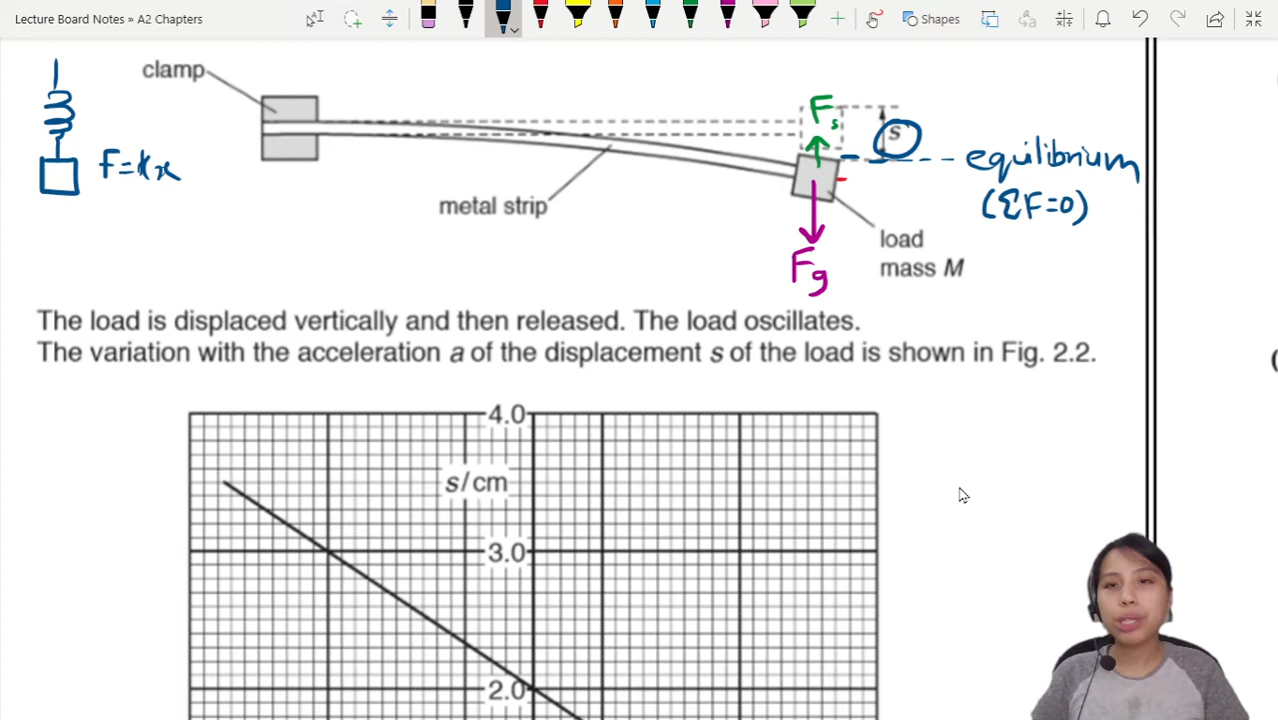 Lecture Board Notes » A2 Chapters
Shapes
clamp
F=kx
F_s
s
equilibrium
(ΣF=0)
metal strip
load
mass M
F_g
The load is displaced vertically and then released. The load oscillates.
The variation with the acceleration a of the displacement s of the load is shown in Fig. 2.2.
4.0
s/cm
3.0
2.0
(